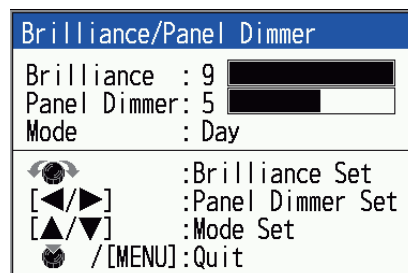 Brilliance/Panel Dimmer
Brilliance : 9
Panel Dimmer: 5
Mode : Day
:Brilliance Set
[◀/▶] :Panel Dimmer Set
[▲/▼] :Mode Set
/[MENU]:Quit